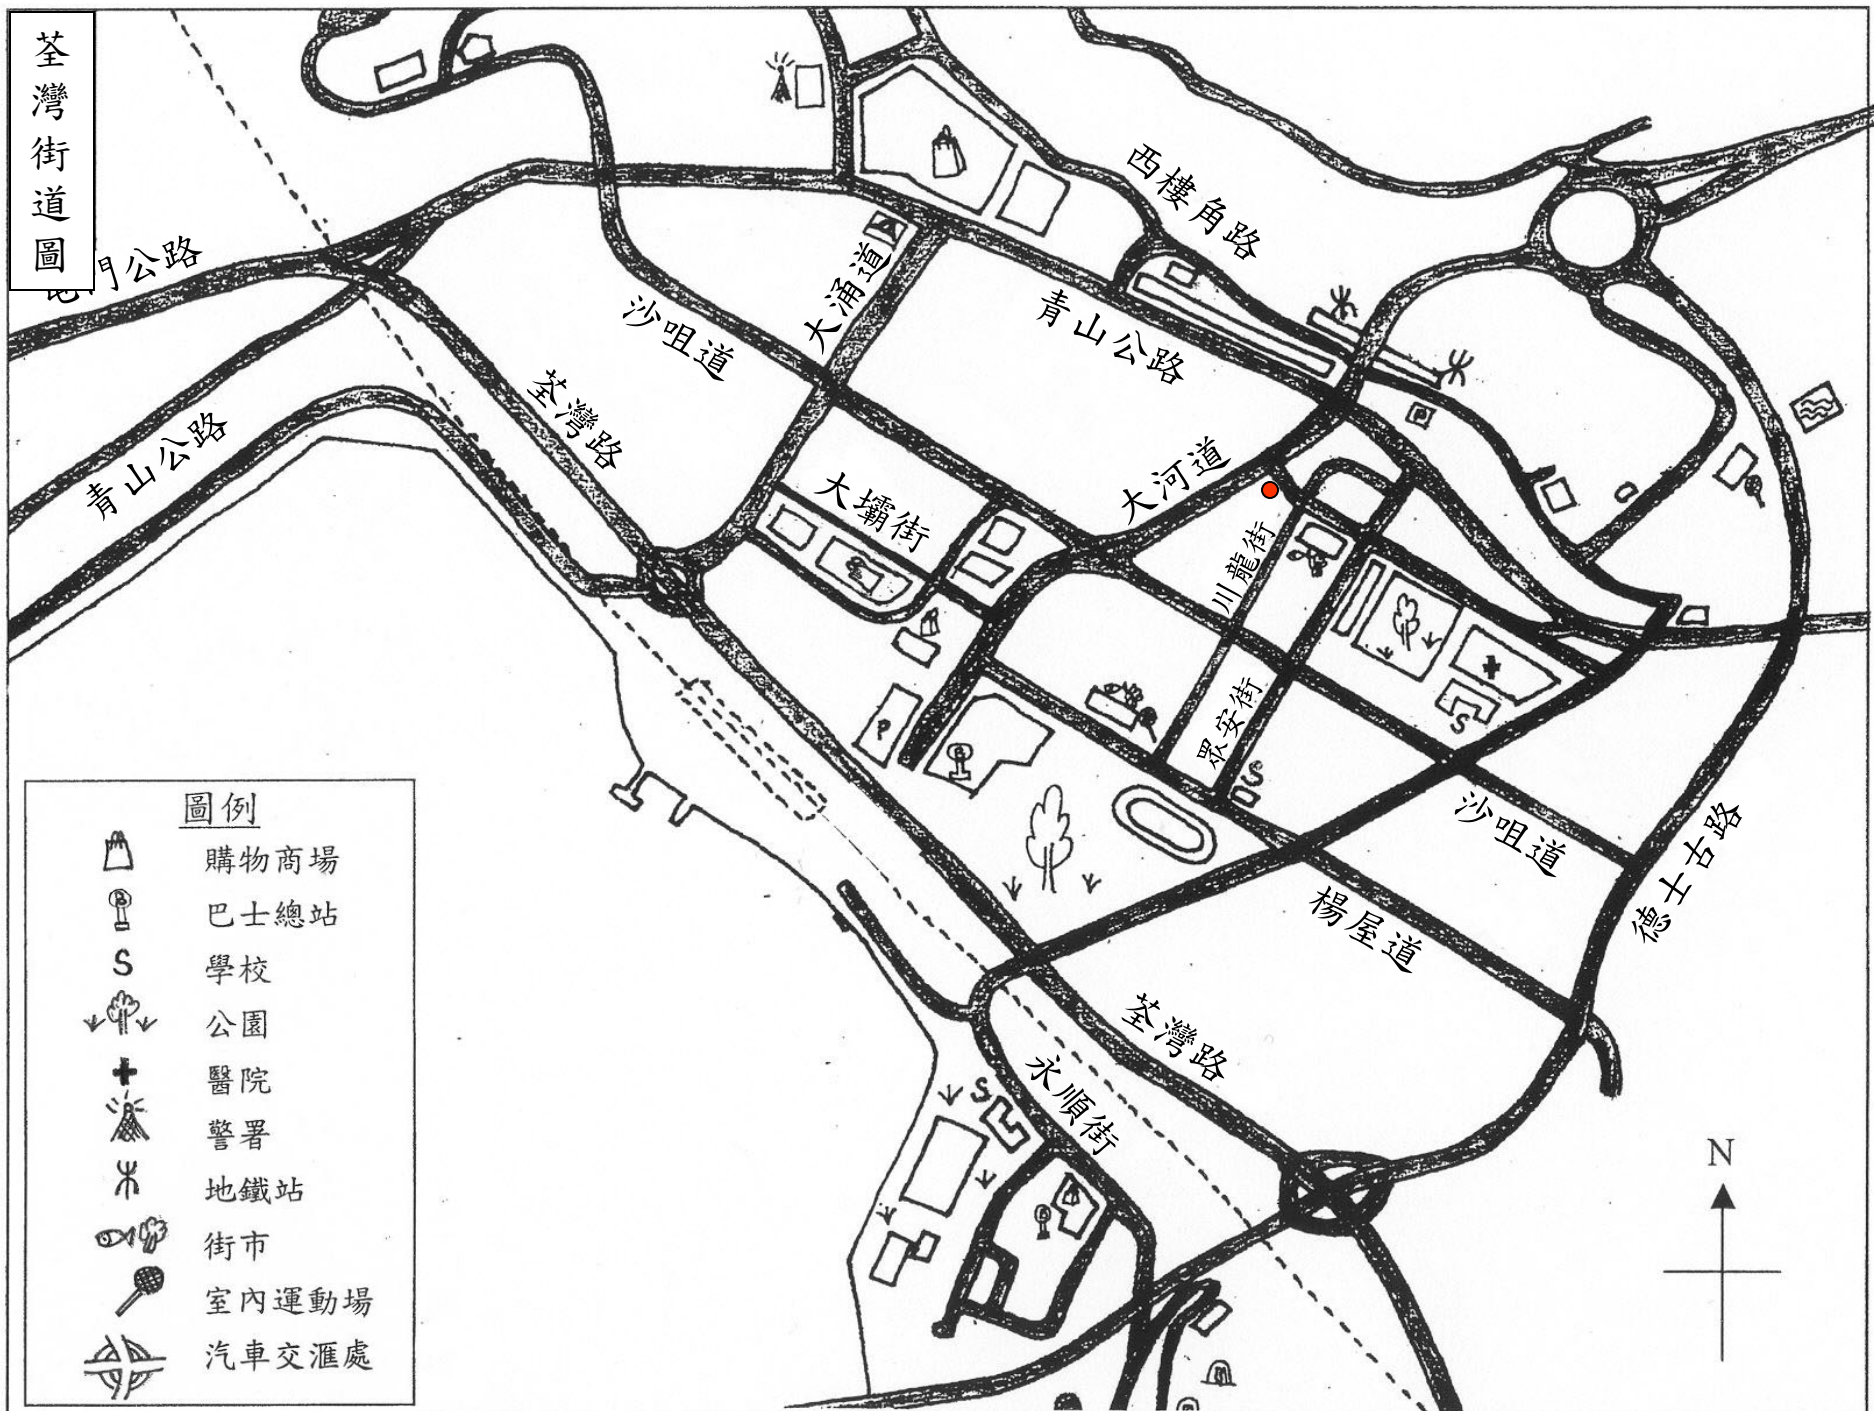 荃灣街道圖
門公路
西樓角路
大涌道
沙咀道
青山公路
荃灣路
青山公路
大河道
大壩街
川龍街
眾安街
沙咀道
德士古路
楊屋道
荃灣路
永順街
S
S
S
P
B
B
N
圖例
購物商場
B 巴士總站
S 學校
公園
醫院
警署
地鐵站
街市
室內運動場
汽車交滙處